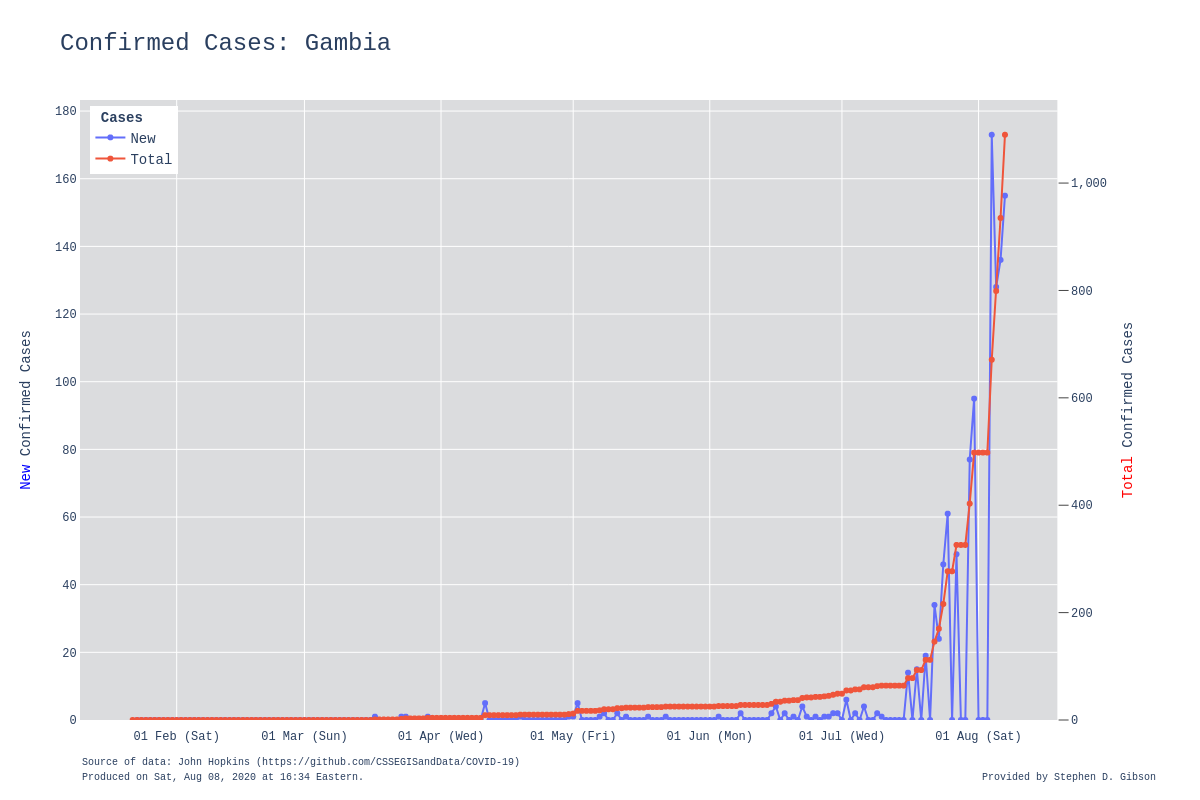 Confirmed Cases: Gambia
Cases
New
Total
180
160
140
120
100
80
60
40
20
0
1,000
800
600
400
200
0
New Confirmed Cases
Total Confirmed Cases
01 Feb (Sat) 01 Mar (Sun) 01 Apr (Wed) 01 May (Fri) 01 Jun (Mon) 01 Jul (Wed) 01 Aug (Sat)
Source of data: John Hopkins (https://github.com/CSSEGISandData/COVID-19)
Produced on Sat, Aug 08, 2020 at 16:34 Eastern.
Provided by Stephen D. Gibson